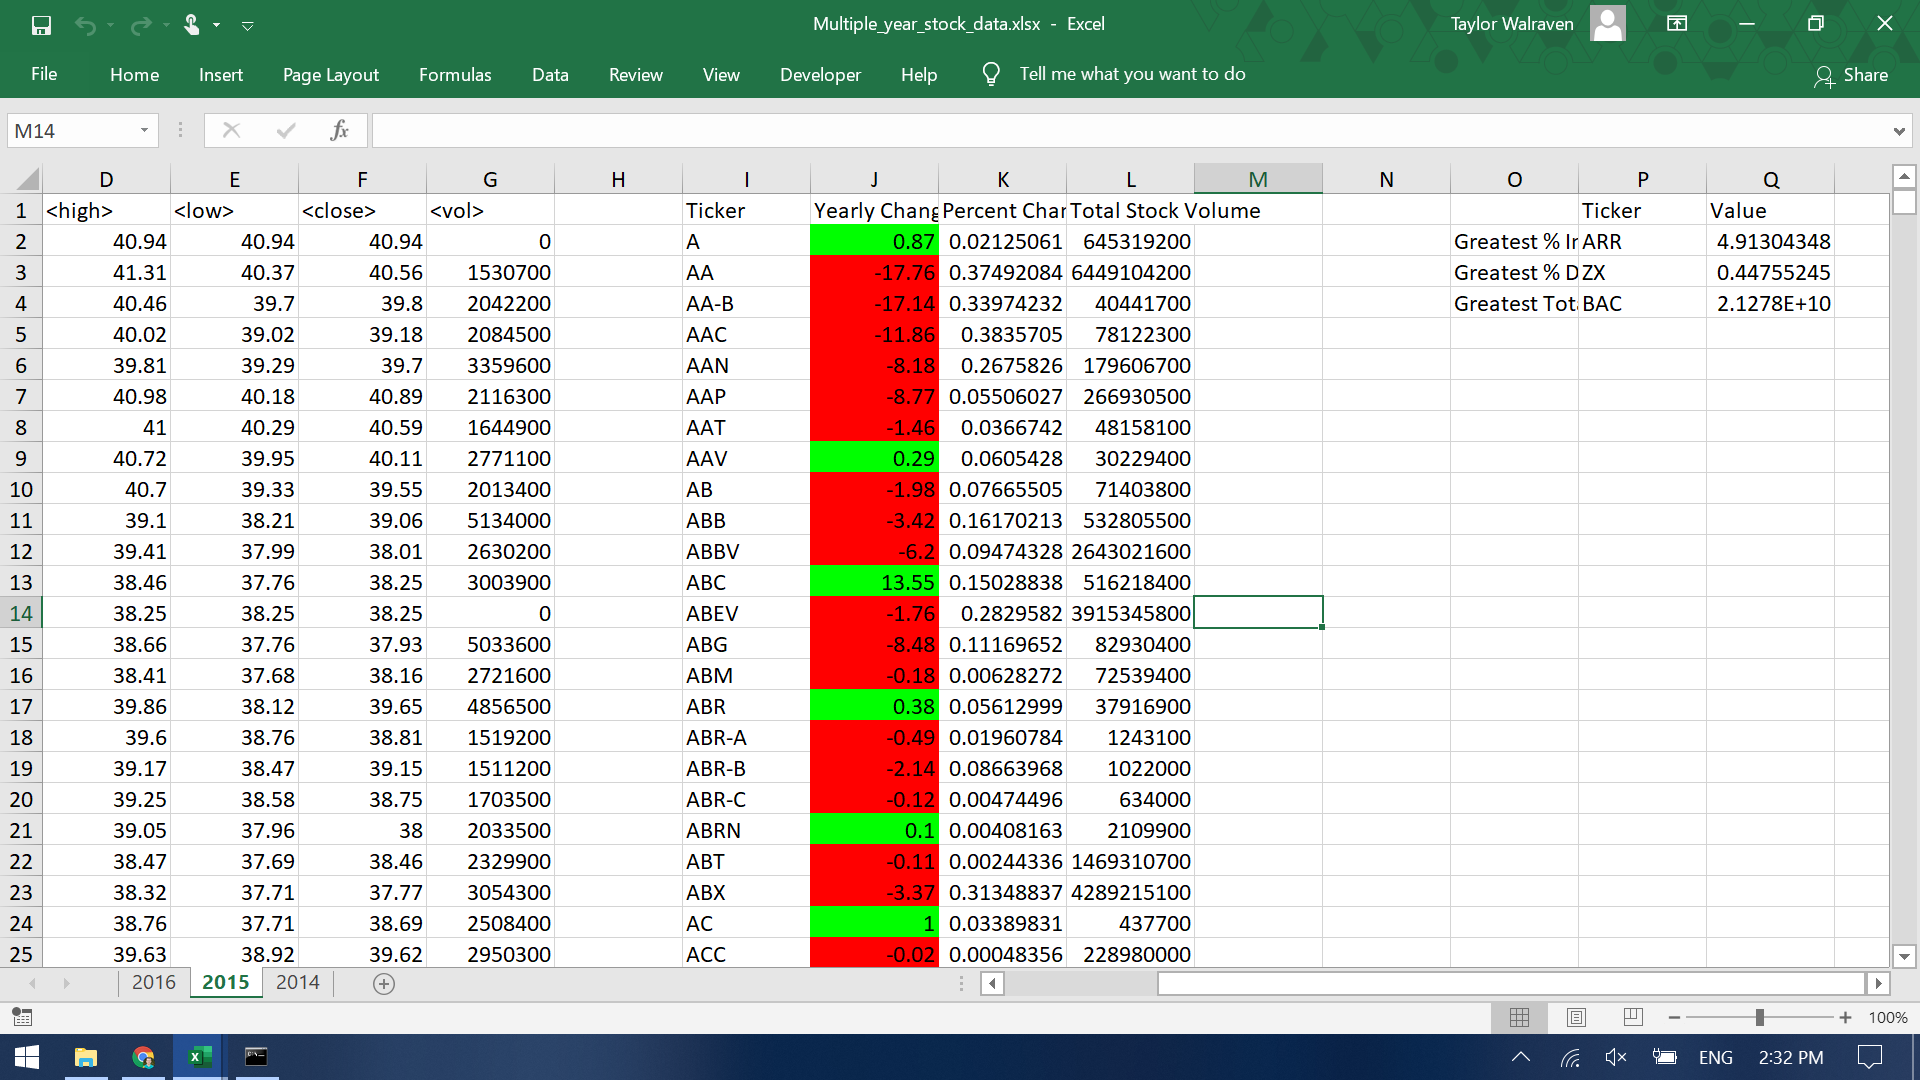 Multiple_year_stock_data.xlsx - Excel Taylor Walraven
File Home Insert Page Layout Formulas Data Review View Developer Help Tell me what you want to do Share
M14 fx
D E F G H I J K L M N O P Q
1 <high> <low> <close> <vol> Ticker Yearly Chang Percent Char Total Stock Volume Ticker Value
2 40.94 40.94 40.94 0 A 0.87 0.02125061 645319200 Greatest % Ir ARR 4.91304348
3 41.31 40.37 40.56 1530700 AA -17.76 0.37492084 6449104200 Greatest % D ZX 0.44755245
4 40.46 39.7 39.8 2042200 AA-B -17.14 0.33974232 40441700 Greatest Tot BAC 2.1278E+10
5 40.02 39.02 39.18 2084500 AAC -11.86 0.3835705 78122300
6 39.81 39.29 39.7 3359600 AAN -8.18 0.2675826 179606700
7 40.98 40.18 40.89 2116300 AAP -8.77 0.05506027 266930500
8 41 40.29 40.59 1644900 AAT -1.46 0.0366742 48158100
9 40.72 39.95 40.11 2771100 AAV 0.29 0.0605428 30229400
10 40.7 39.33 39.55 2013400 AB -1.98 0.07665505 71403800
11 39.1 38.21 39.06 5134000 ABB -3.42 0.16170213 532805500
12 39.41 37.99 38.01 2630200 ABBV -6.2 0.09474328 2643021600
13 38.46 37.76 38.25 3003900 ABC 13.55 0.15028838 516218400
14 38.25 38.25 38.25 0 ABEV -1.76 0.2829582 3915345800
15 38.66 37.76 37.93 5033600 ABG -8.48 0.11169652 82930400
16 38.41 37.68 38.16 2721600 ABM -0.18 0.00628272 72539400
17 39.86 38.12 39.65 4856500 ABR 0.38 0.05612999 37916900
18 39.6 38.76 38.81 1519200 ABR-A -0.49 0.01960784 1243100
19 39.17 38.47 39.15 1511200 ABR-B -2.14 0.08663968 1022000
20 39.25 38.58 38.75 1703500 ABR-C -0.12 0.00474496 634000
21 39.05 37.96 38 2033500 ABRN 0.1 0.00408163 2109900
22 38.47 37.69 38.46 2329900 ABT -0.11 0.00244336 1469310700
23 38.32 37.71 37.77 3054300 ABX -3.37 0.31348837 4289215100
24 38.76 37.71 38.69 2508400 AC 1 0.03389831 437700
25 39.63 38.92 39.62 2950300 ACC -0.02 0.00048356 228980000
2016 2015 2014
100%
ENG 2:32 PM